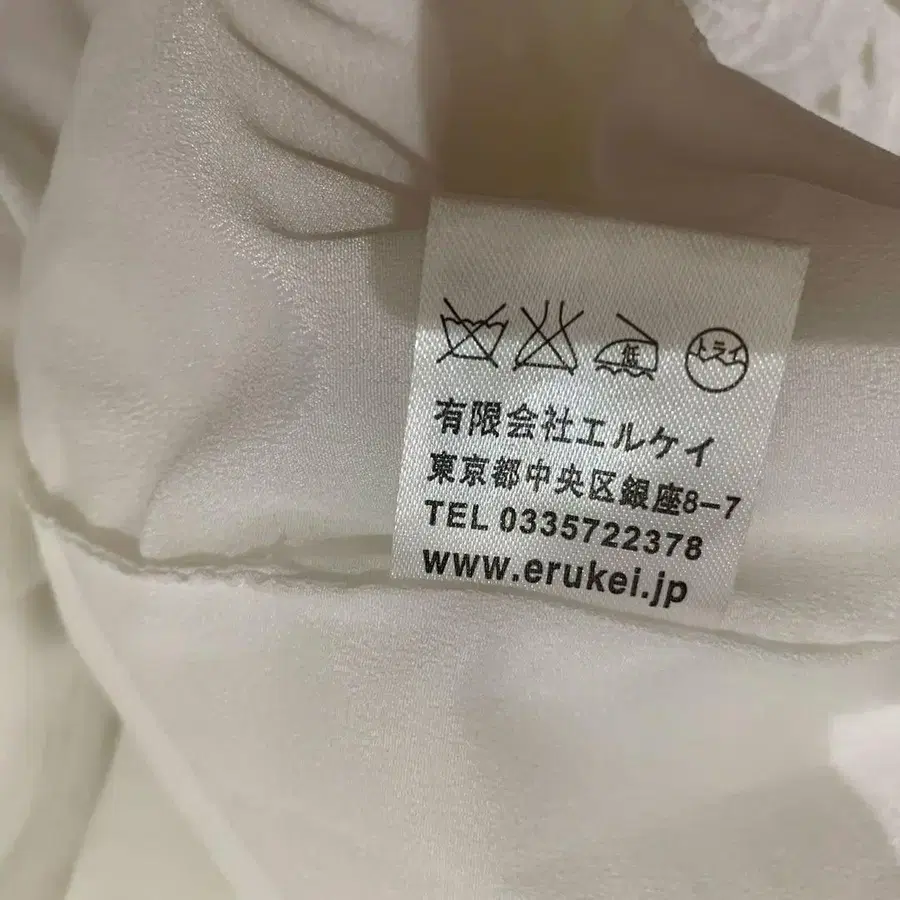 低 ドライ
有限会社エルケイ
東京都中央区銀座8-7
TEL 0335722378
www.erukei.jp